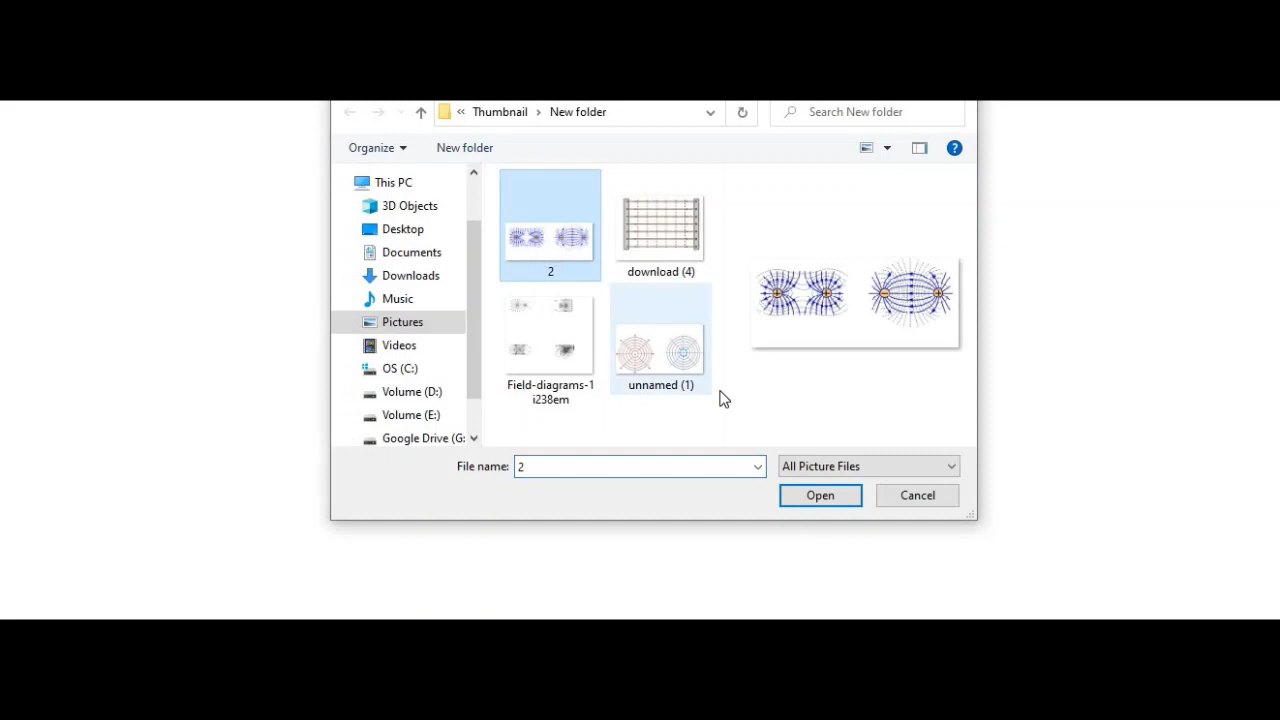 « Thumbnail › New folder
Search New folder
Organize
New folder
This PC
3D Objects
Desktop
Documents
Downloads
Music
Pictures
Videos
OS (C:)
Volume (D:)
Volume (E:)
Google Drive (G:
2
download (4)
Field-diagrams-1
i238em
unnamed (1)
File name: 2
All Picture Files
Open
Cancel